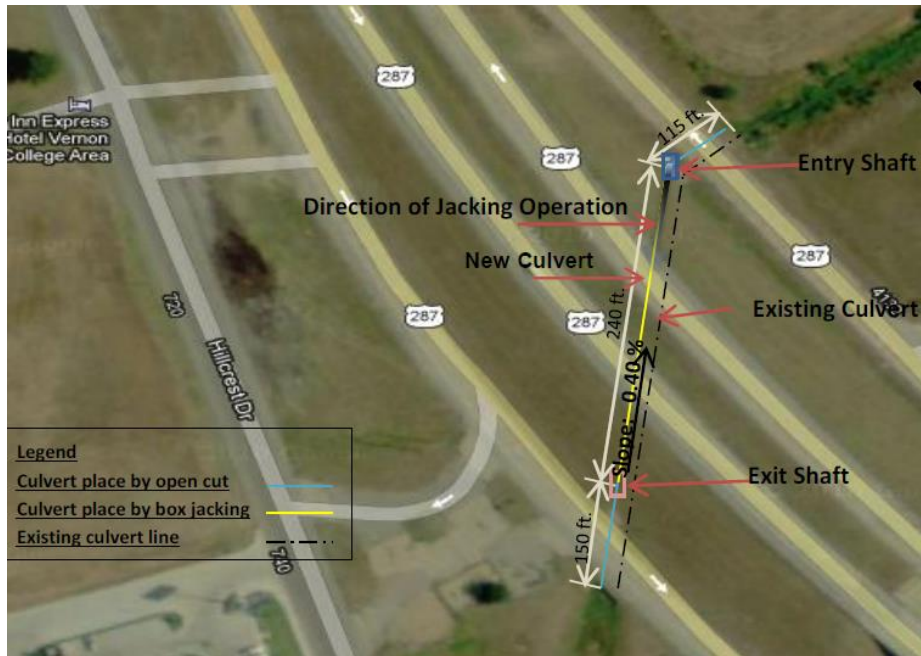 287
287
115 ft.
Inn Express
Hotel Vernon
College Area
287
Entry Shaft
Direction of Jacking Operation
New Culvert
287
720
287
287
240 ft.
Existing Culvert
Hillcrest Dr
Slope: 0.40 %
Legend
Culvert place by open cut
Culvert place by box jacking
Existing culvert line
Exit Shaft
150 ft.
740